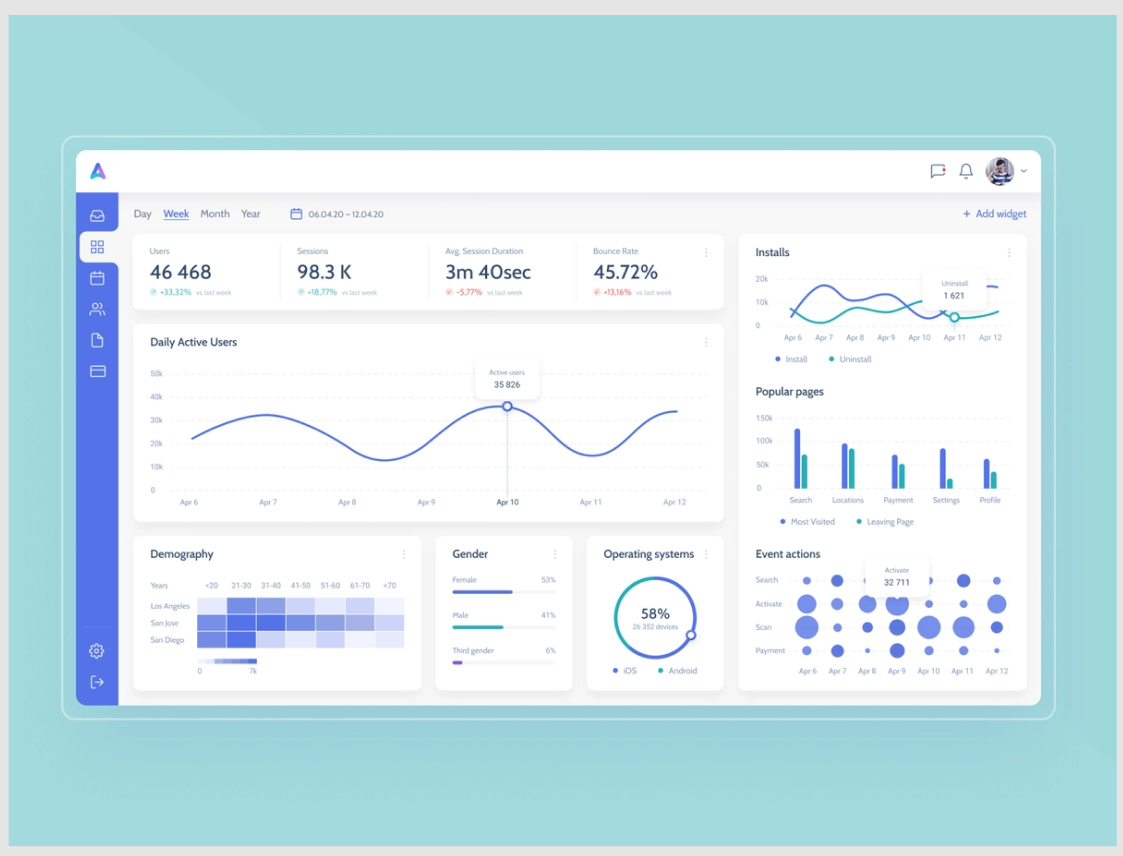 Day Week Month Year 06.04.20 – 12.04.20 + Add widget
Users
46 468
+33,32% vs last week
Sessions
98.3 K
+18,77% vs last week
Avg. Session Duration
3m 40sec
-5,77% vs last week
Bounce Rate
45.72%
+13,16% vs last week
Daily Active Users
50k
40k
30k
20k
10k
0
Active users
35 826
Apr 6 Apr 7 Apr 8 Apr 9 Apr 10 Apr 11 Apr 12
Demography
Years <20 21-30 31-40 41-50 51-60 61-70 <70
Los Angeles
San Jose
San Diego
0 7k
Gender
Female 53%
Male 41%
Third gender 6%
Operating systems
58%
26 352 devices
iOS Android
Installs
20k
10k
0
Uninstall
1 621
Apr 6 Apr 7 Apr 8 Apr 9 Apr 10 Apr 11 Apr 12
Install Uninstall
Popular pages
150k
100k
50k
0
Search Locations Payment Settings Profile
Most Visited Leaving Page
Event actions
Activate
32 711
Search
Activate
Scan
Payment
Apr 6 Apr 7 Apr 8 Apr 9 Apr 10 Apr 11 Apr 12